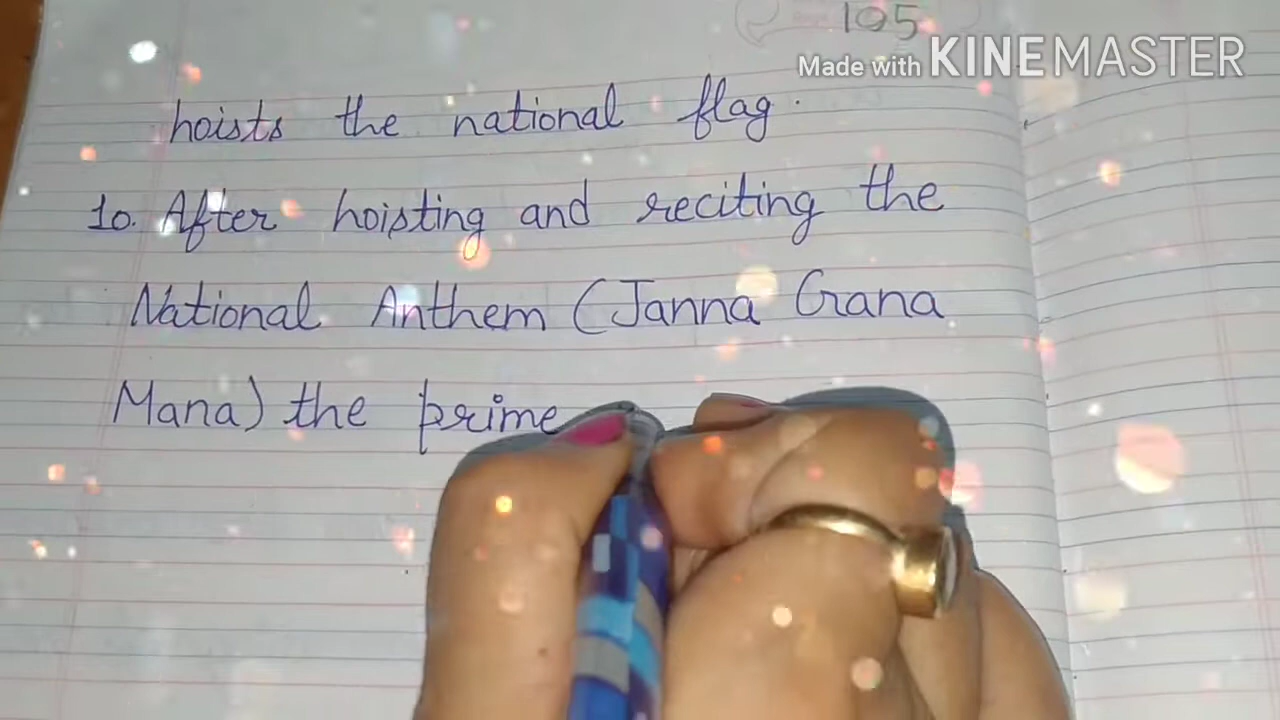 105
Made with KINEMASTER
hoists the national flag.
10. After hoisting and reciting the
National Anthem (Janna Gana
Mana) the prime